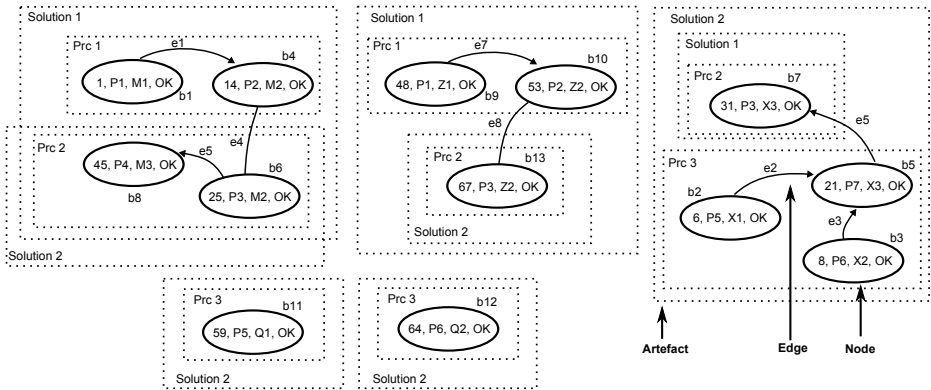 Solution 1
Prc 1
e1
b4
1, P1, M1, OK
14, P2, M2, OK
b1
e4
Prc 2
e5
b6
45, P4, M3, OK
25, P3, M2, OK
b8
Solution 2
Solution 1
Prc 1
e7
b10
48, P1, Z1, OK
53, P2, Z2, OK
b9
e8
Prc 2
b13
67, P3, Z2, OK
Solution 2
Solution 2
Solution 1
Prc 2
b7
31, P3, X3, OK
e5
Prc 3
b5
e2
b2
21, P7, X3, OK
6, P5, X1, OK
e3
b3
8, P6, X2, OK
Prc 3
b11
59, P5, Q1, OK
Solution 2
Prc 3
b12
64, P6, Q2, OK
Solution 2
Artefact
Edge
Node